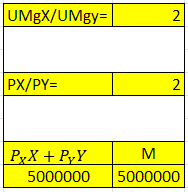 UMgX/UMgy= 2
PX/PY= 2
P_X X + P_Y Y M
5000000 5000000